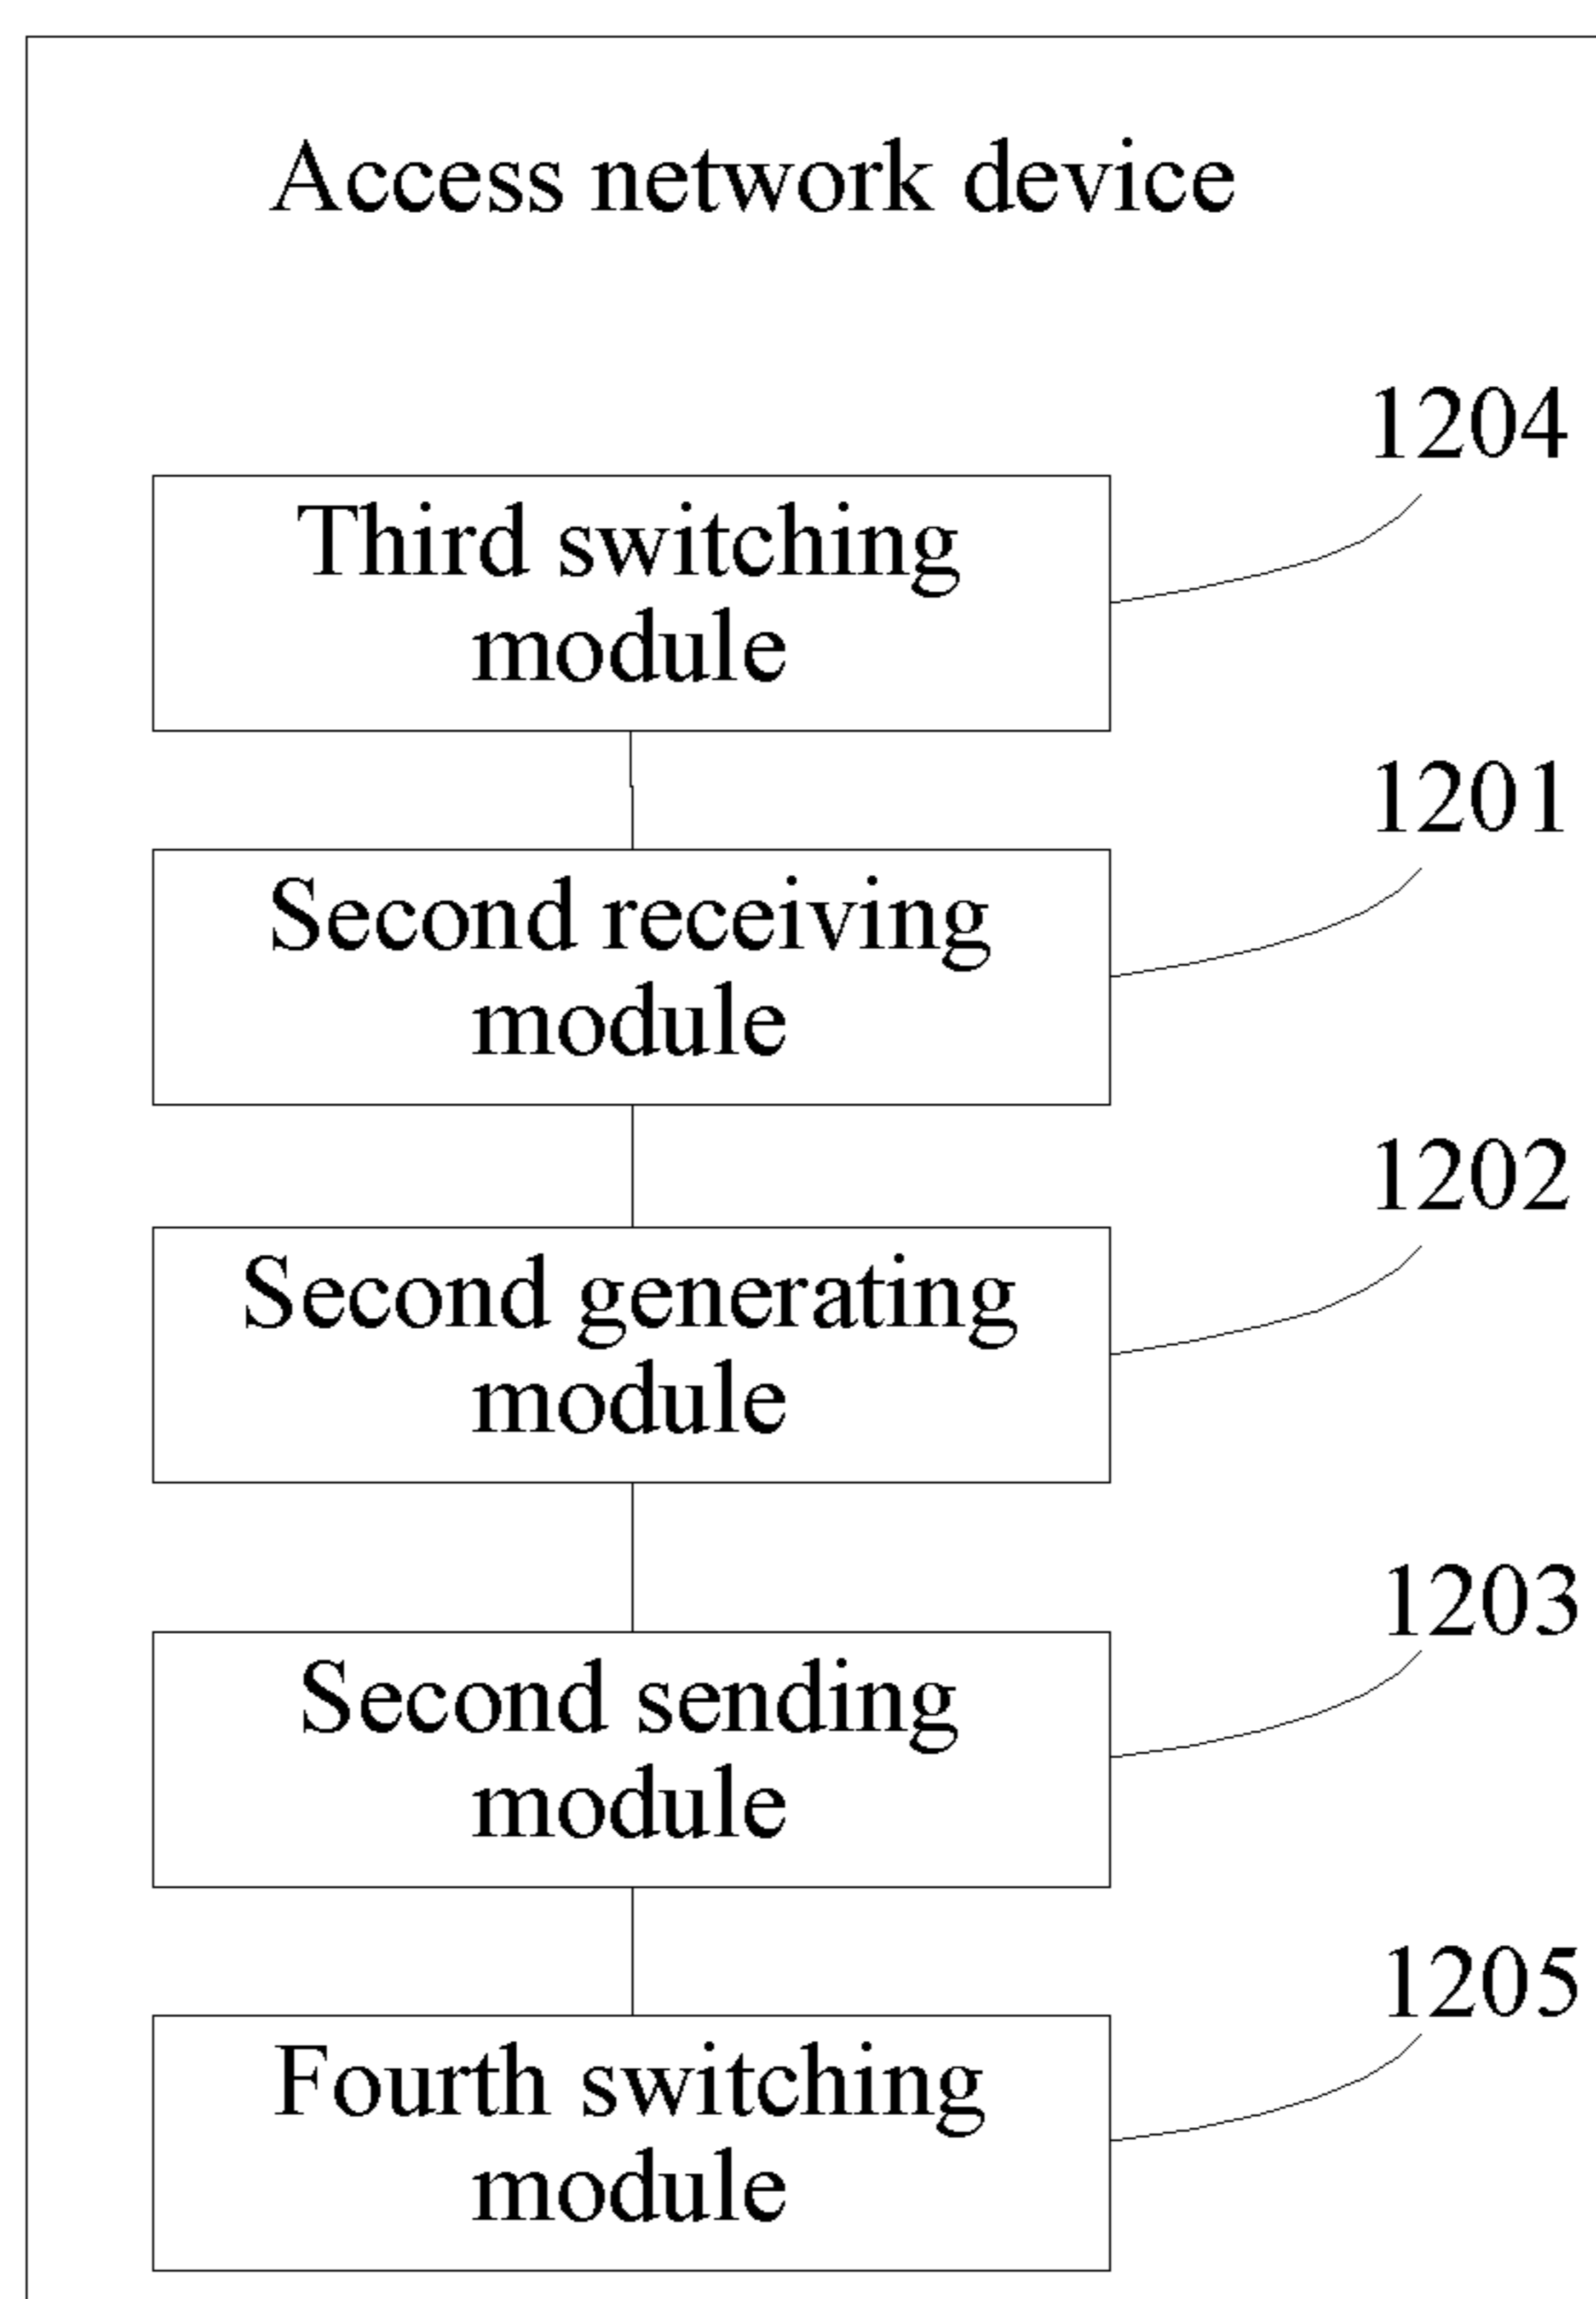 Access network device
1204
Third switching
module
1201
Second receiving
module
1202
Second generating
module
1203
Second sending
module
1205
Fourth switching
module